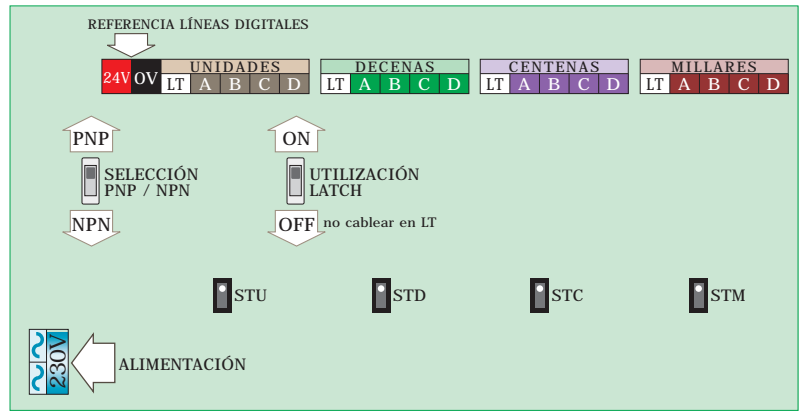 REFERENCIA LÍNEAS DIGITALES
UNIDADES DECENAS CENTENAS MILLARES
24V 0V LT A B C D LT A B C D LT A B C D LT A B C D
PNP ON
SELECCIÓN
PNP / NPN
UTILIZACIÓN
LATCH
NPN OFF no cablear en LT
STU STD STC STM
230V
ALIMENTACIÓN